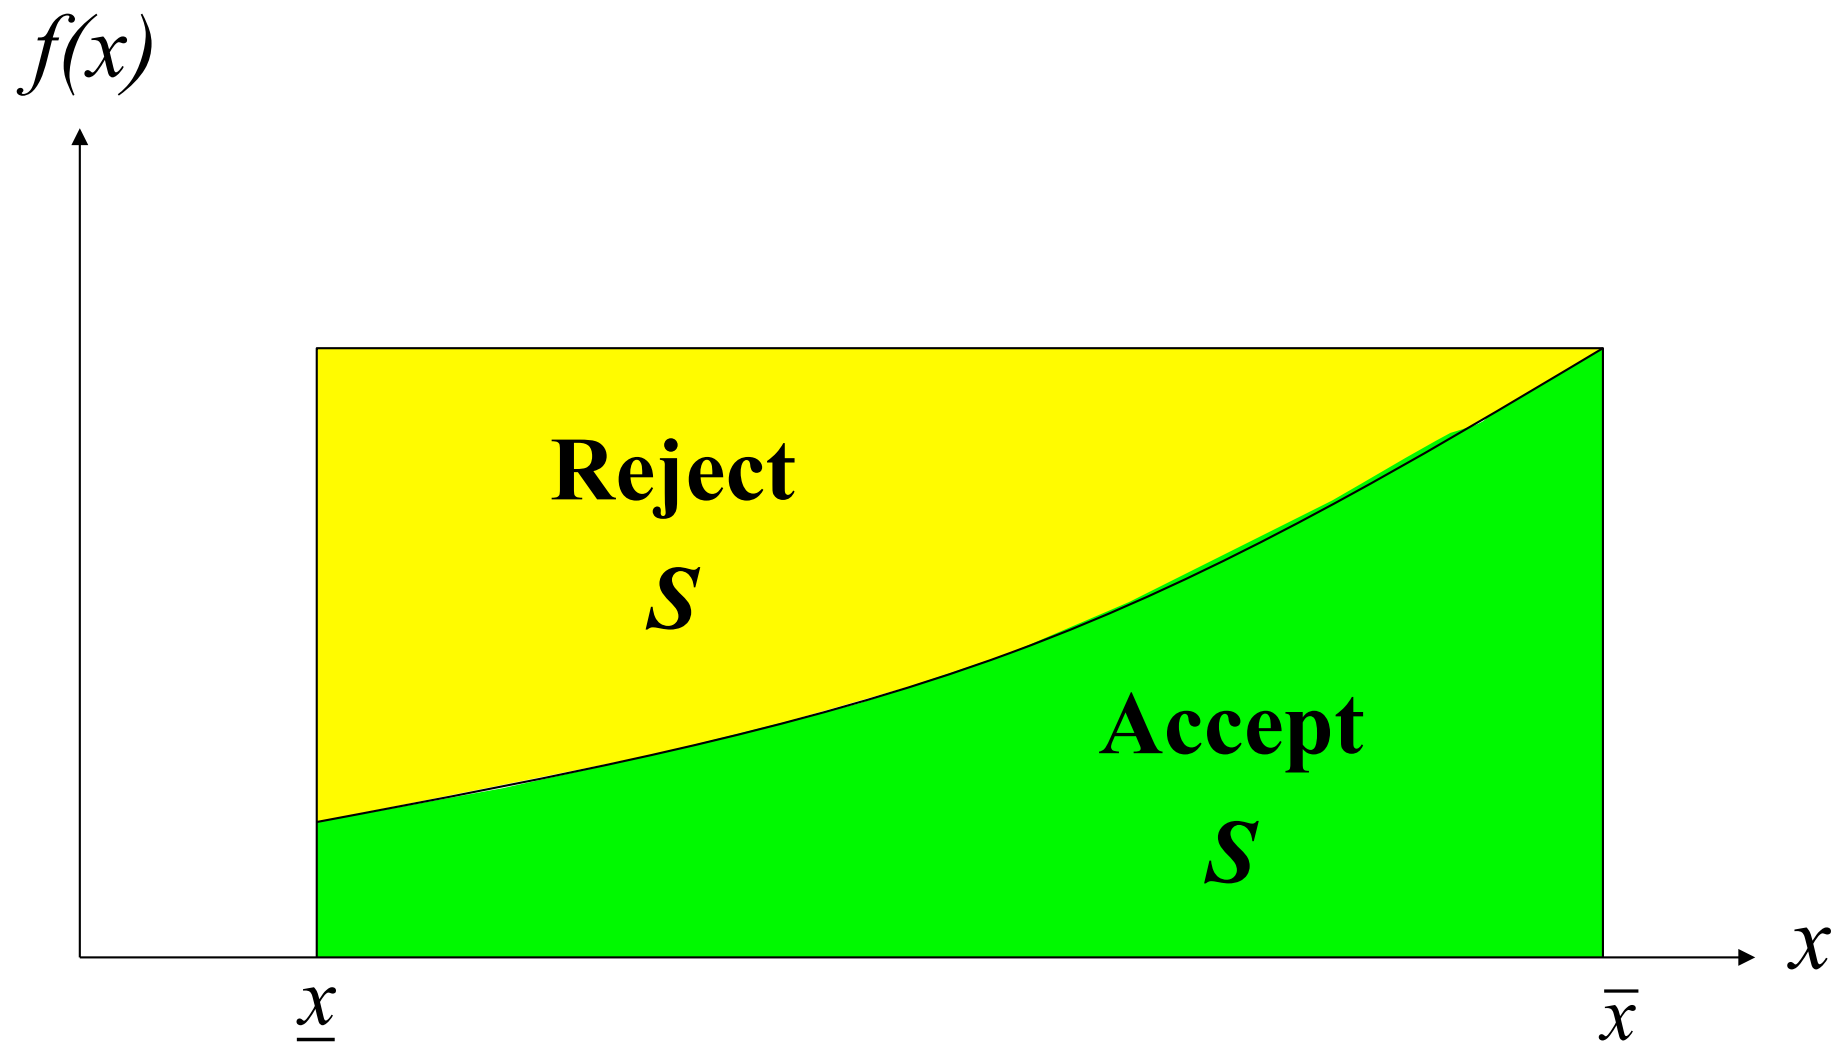 f(x)
Reject
S
Accept
S
x
x̲
x̅